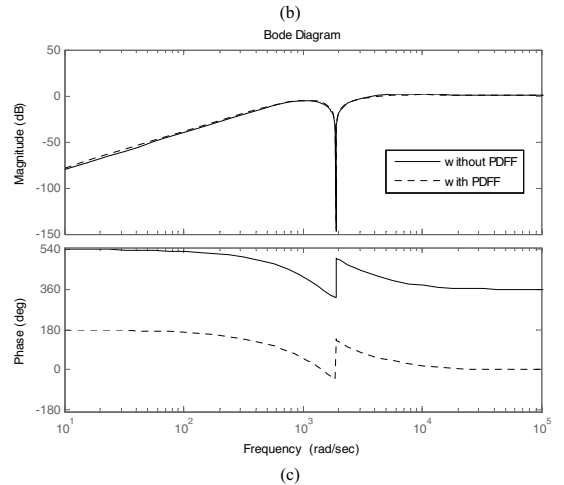 (b)
Bode Diagram
50
0
-50
-100
-150
Magnitude (dB)
without PDFF
with PDFF
540
360
180
0
-180
Phase (deg)
10^1
10^2
10^3
10^4
10^5
Frequency (rad/sec)
(c)